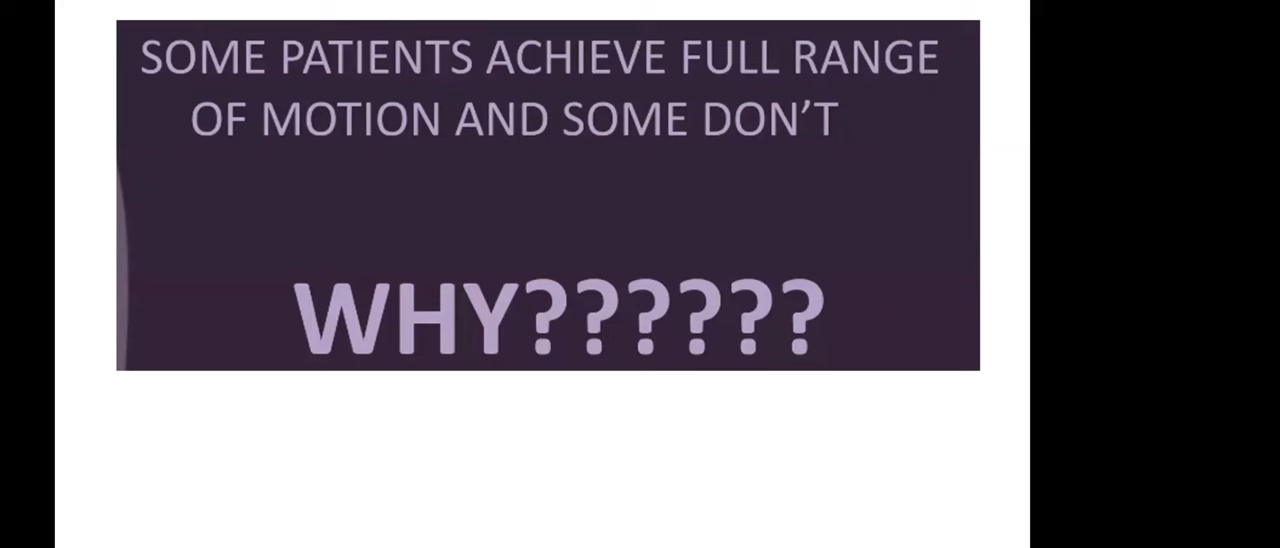 SOME PATIENTS ACHIEVE FULL RANGE
OF MOTION AND SOME DON’T
WHY??????